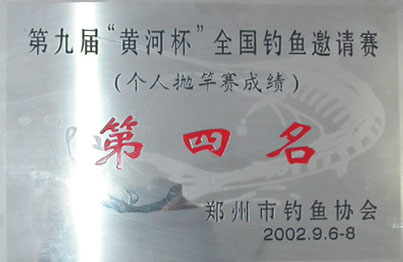 第九届“黄河杯”全国钓鱼邀请赛
(个人抛竿赛成绩)
第四名
郑州市钓鱼协会
2002.9.6-8